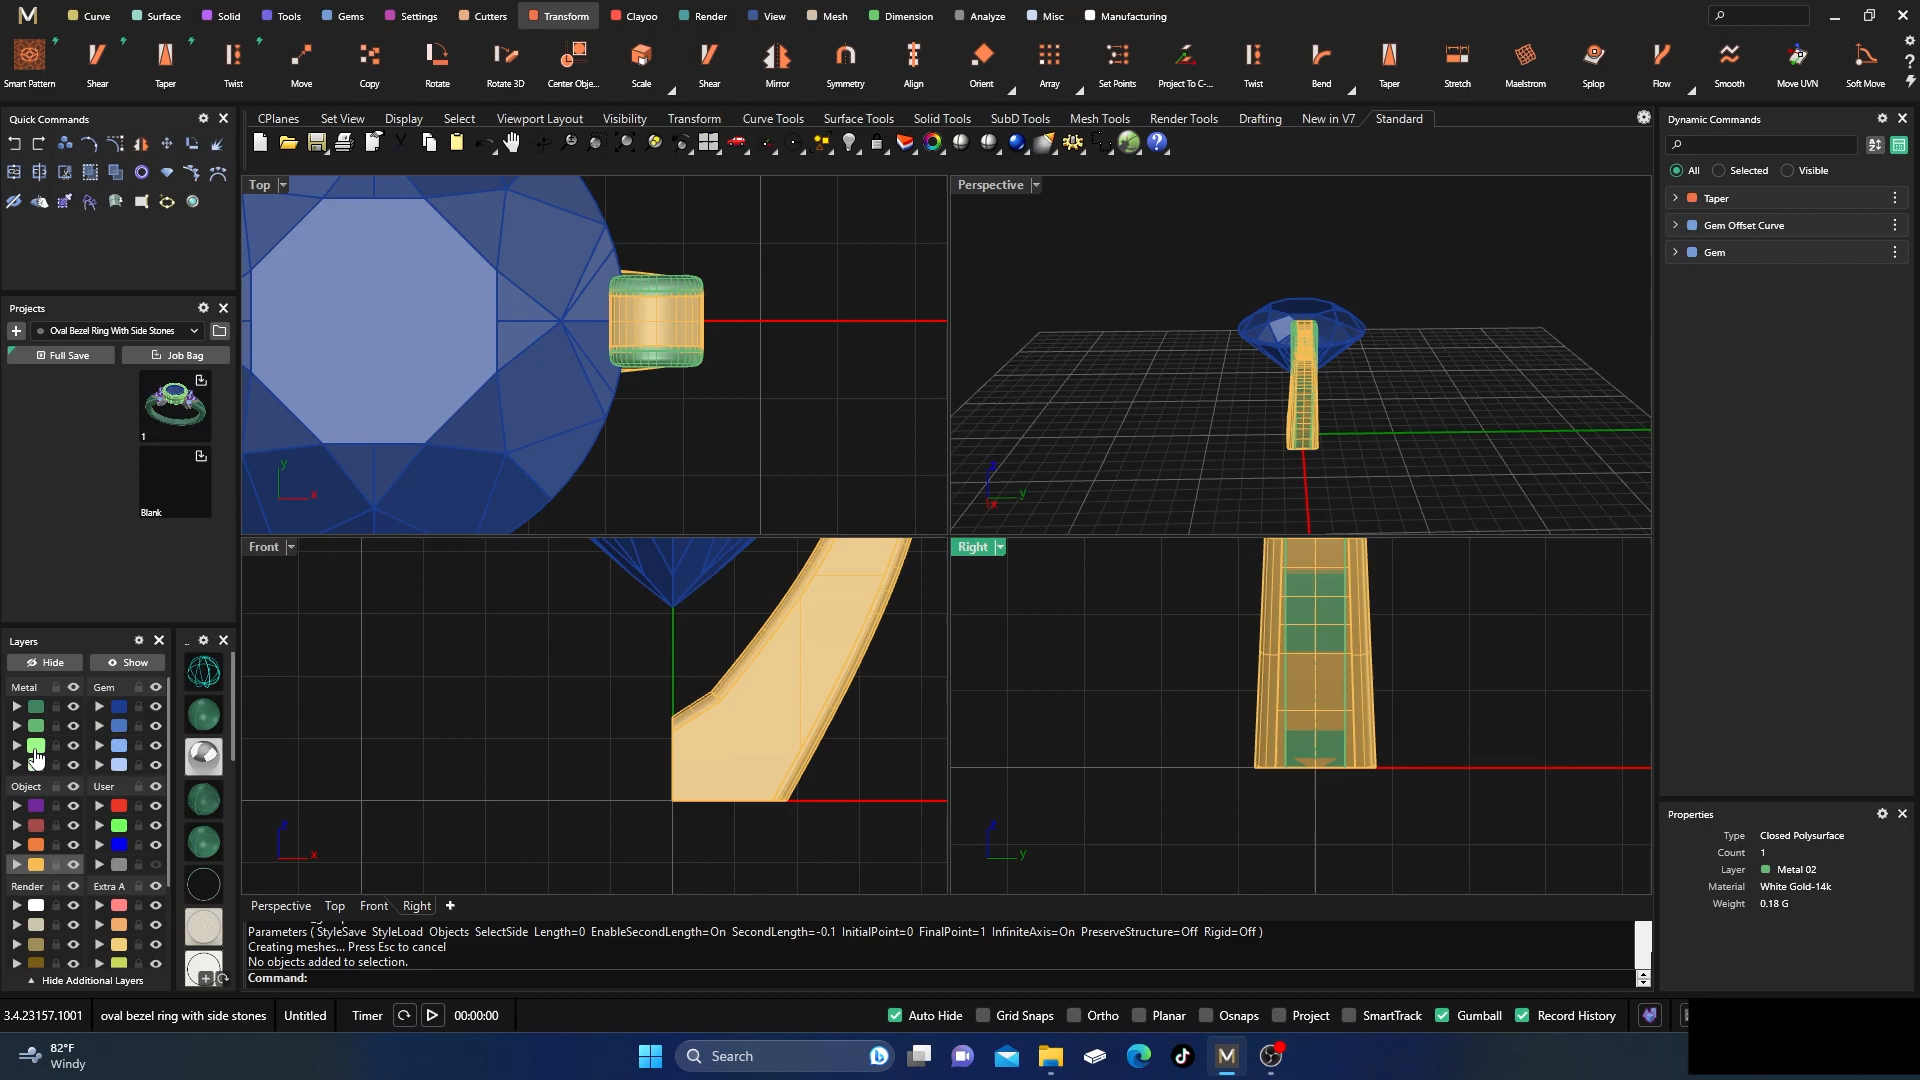 Curve Surface Solid Tools Gems Settings Cutters Transform Clayoo Render View Mesh Dimension Analyze Misc Manufacturing
Smart Pattern Shear Taper Twist Move Copy Rotate Rotate 3D Center Obje... Scale Shear Mirror Symmetry Align Orient Array Set Points Project To C-... Twist Bend Taper Stretch Maelstrom Splop Flow Smooth Move UVN Soft Move
Quick Commands
CPlanes Set View Display Select Viewport Layout Visibility Transform Curve Tools Surface Tools Solid Tools SubD Tools Mesh Tools Render Tools Drafting New in V7 Standard
Dynamic Commands
All Selected Visible
Taper
Gem Offset Curve
Gem
Top
y
x
Perspective
z
y
x
Projects
Oval Bezel Ring With Side Stones
Full Save Job Bag
1
Blank
Front
z
x
Right
z
y
Layers
Hide Show
Metal Gem
Object User
Render Extra A
Hide Additional Layers
Properties
Type Closed Polysurface
Count 1
Layer Metal 02
Material White Gold-14k
Weight 0.18 G
Perspective Top Front Right
Parameters ( StyleSave StyleLoad Objects SelectSide Length=0 EnableSecondLength=On SecondLength=-0.1 InitialPoint=0 FinalPoint=1 InfiniteAxis=On PreserveStructure=Off Rigid=Off )
Creating meshes... Press Esc to cancel
No objects added to selection.
Command:
3.4.23157.1001 oval bezel ring with side stones Untitled Timer 00:00:00 Auto Hide Grid Snaps Ortho Planar Osnaps Project SmartTrack Gumball Record History
82°F
Windy
Search